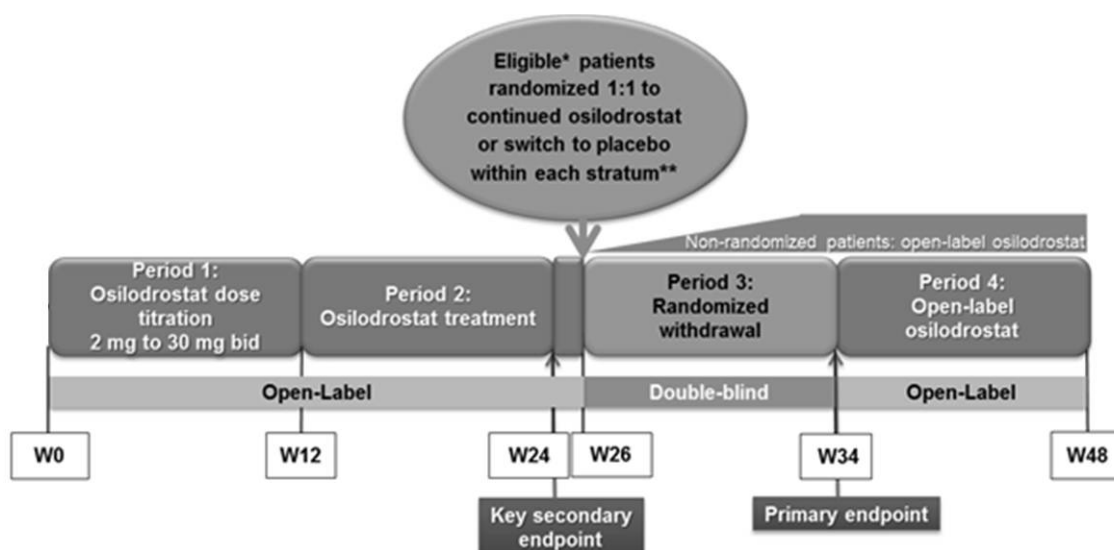 Eligible* patients
randomized 1:1 to
continued osilodrostat
or switch to placebo
within each stratum**
Non-randomized patients: open-label osilodrostat
Period 1:
Osilodrostat dose
titration
2 mg to 30 mg bid
Period 2:
Osilodrostat treatment
Period 3:
Randomized
withdrawal
Period 4:
Open-label
osilodrostat
Open-Label
Double-blind
Open-Label
W0
W12
W24
W26
W34
W48
Key secondary
endpoint
Primary endpoint